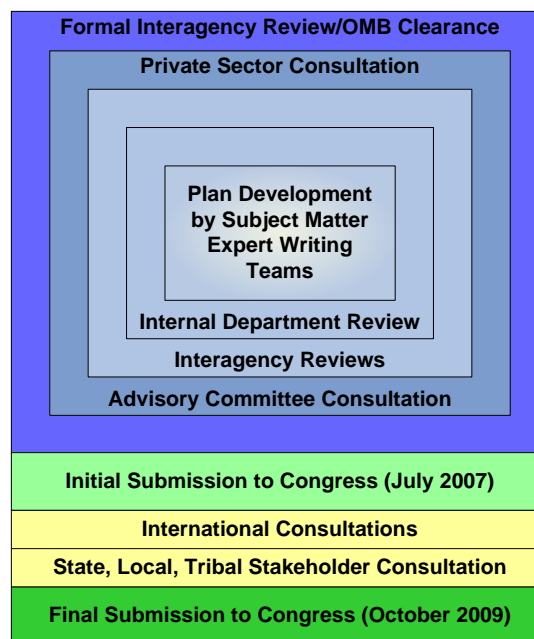 Formal Interagency Review/OMB Clearance
Private Sector Consultation
Plan Development
by Subject Matter
Expert Writing
Teams
Internal Department Review
Interagency Reviews
Advisory Committee Consultation
Initial Submission to Congress (July 2007)
International Consultations
State, Local, Tribal Stakeholder Consultation
Final Submission to Congress (October 2009)